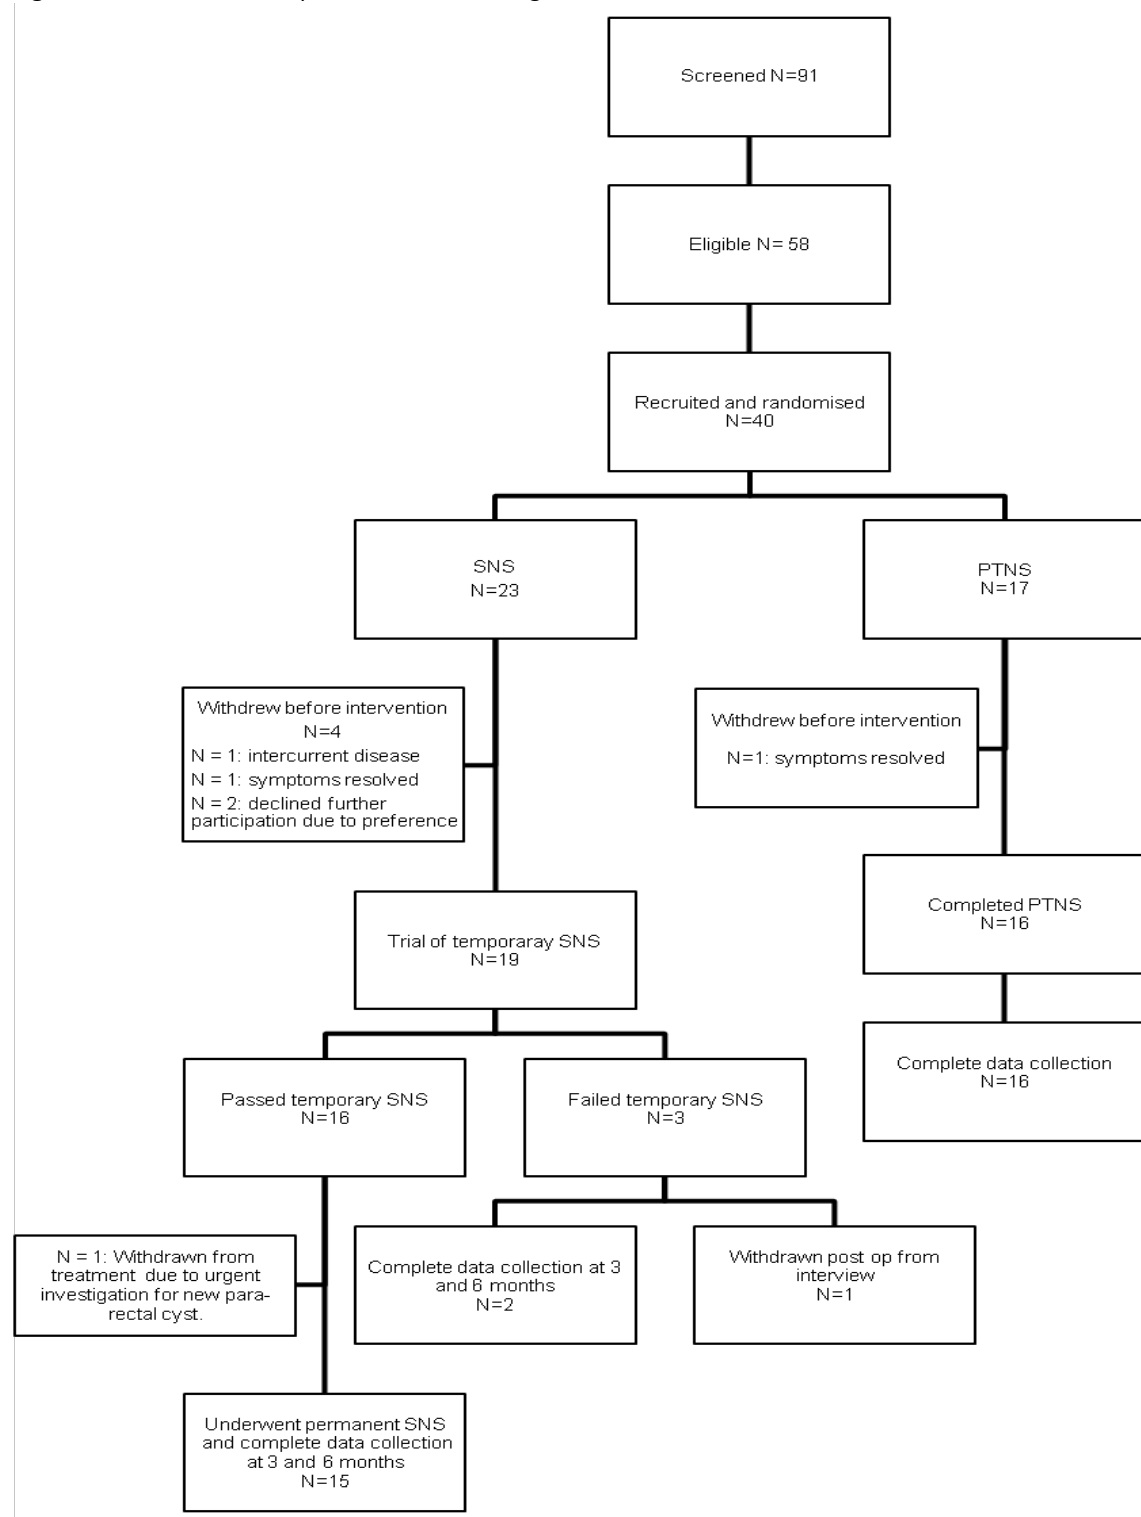 Screened N=91
Eligible N= 58
Recruited and randomised
N=40
SNS
N=23
PTNS
N=17
Withdrew before intervention
N=4
N = 1: intercurrent disease
N = 1: symptoms resolved
N = 2: declined further
participation due to preference
Withdrew before intervention
N=1: symptoms resolved
Completed PTNS
N=16
Trial of temporaray SNS
N=19
Complete data collection
N=16
Passed temporary SNS
N=16
Failed temporary SNS
N=3
N = 1: Withdrawn from
treatment due to urgent
investigation for new para-
rectal cyst.
Complete data collection at 3
and 6 months
N=2
Withdrawn post op from
interview
N=1
Underwent permanent SNS
and complete data collection
at 3 and 6 months
N=15